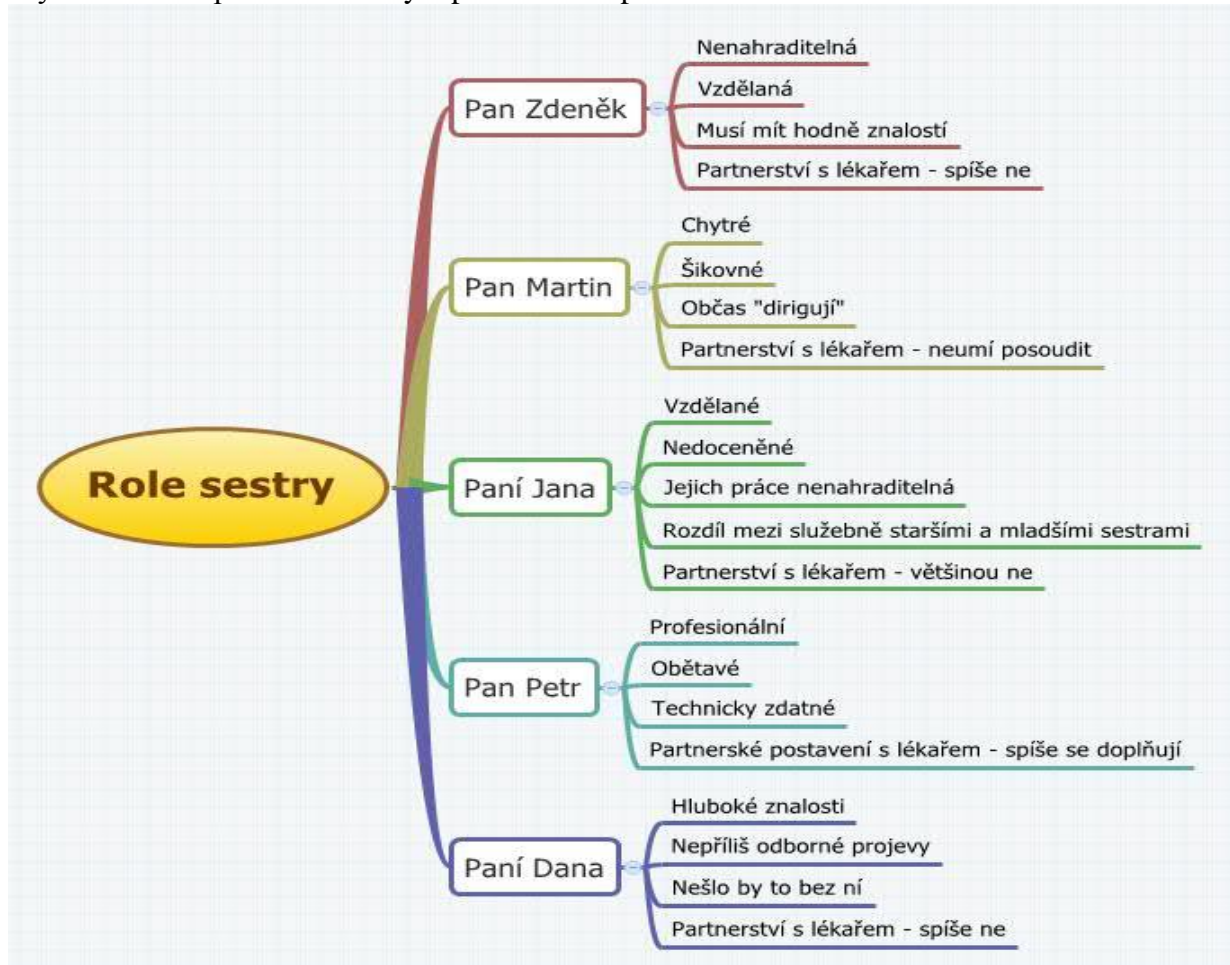 Role sestry
Pan Zdeněk
Nenahraditelná
Vzdělaná
Musí mít hodně znalostí
Partnerství s lékařem - spíše ne
Pan Martin
Chytré
Šikovné
Občas "dirigují"
Partnerství s lékařem - neumí posoudit
Paní Jana
Vzdělané
Nedoceněné
Jejich práce nenahraditelná
Rozdíl mezi služebně staršími a mladšími sestrami
Partnerství s lékařem - většinou ne
Pan Petr
Profesionální
Obětavé
Technicky zdatné
Partnerské postavení s lékařem - spíše se doplňují
Paní Dana
Hluboké znalosti
Nepříliš odborné projevy
Nešlo by to bez ní
Partnerství s lékařem - spíše ne